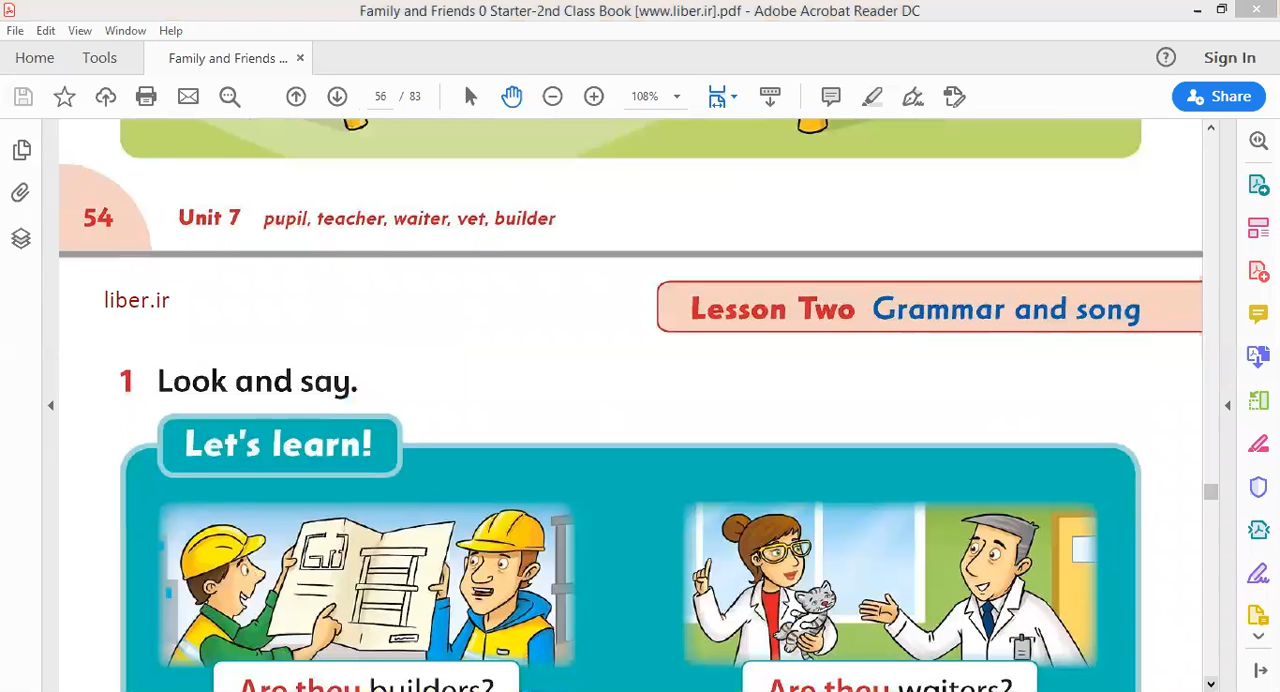 Family and Friends 0 Starter-2nd Class Book [www.liber.ir].pdf - Adobe Acrobat Reader DC
File Edit View Window Help
Home Tools Family and Friends ... × Sign In
56 / 83 108% Share
54 Unit 7 pupil, teacher, waiter, vet, builder
liber.ir
Lesson Two Grammar and song
1 Look and say.
Let's learn!
Are they builders? Are they waiters?